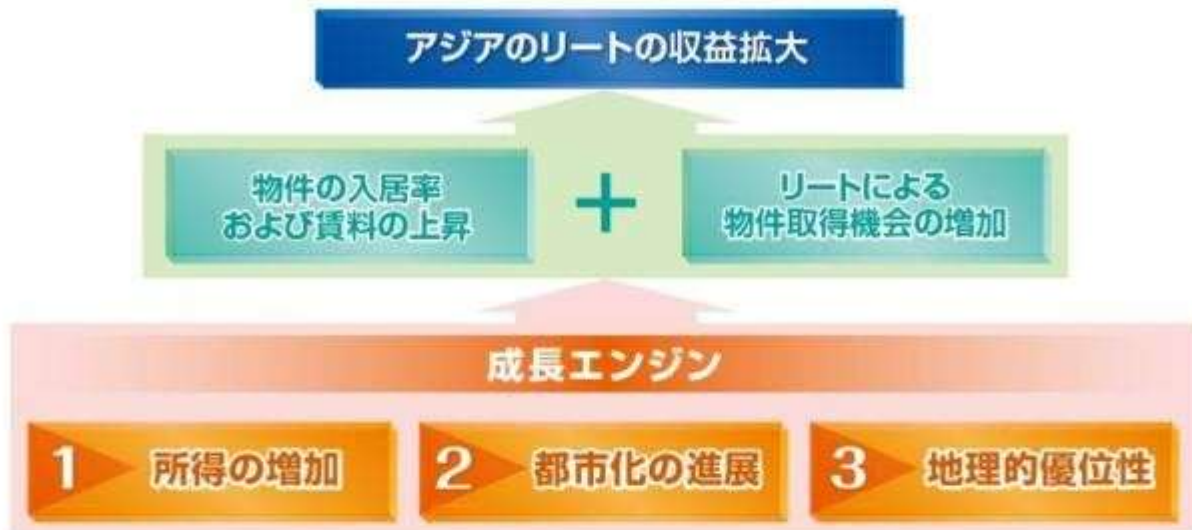 アジアのリートの収益拡大
物件の入居率
および賃料の上昇
+
リートによる
物件取得機会の増加
成長エンジン
1 所得の増加
2 都市化の進展
3 地理的優位性